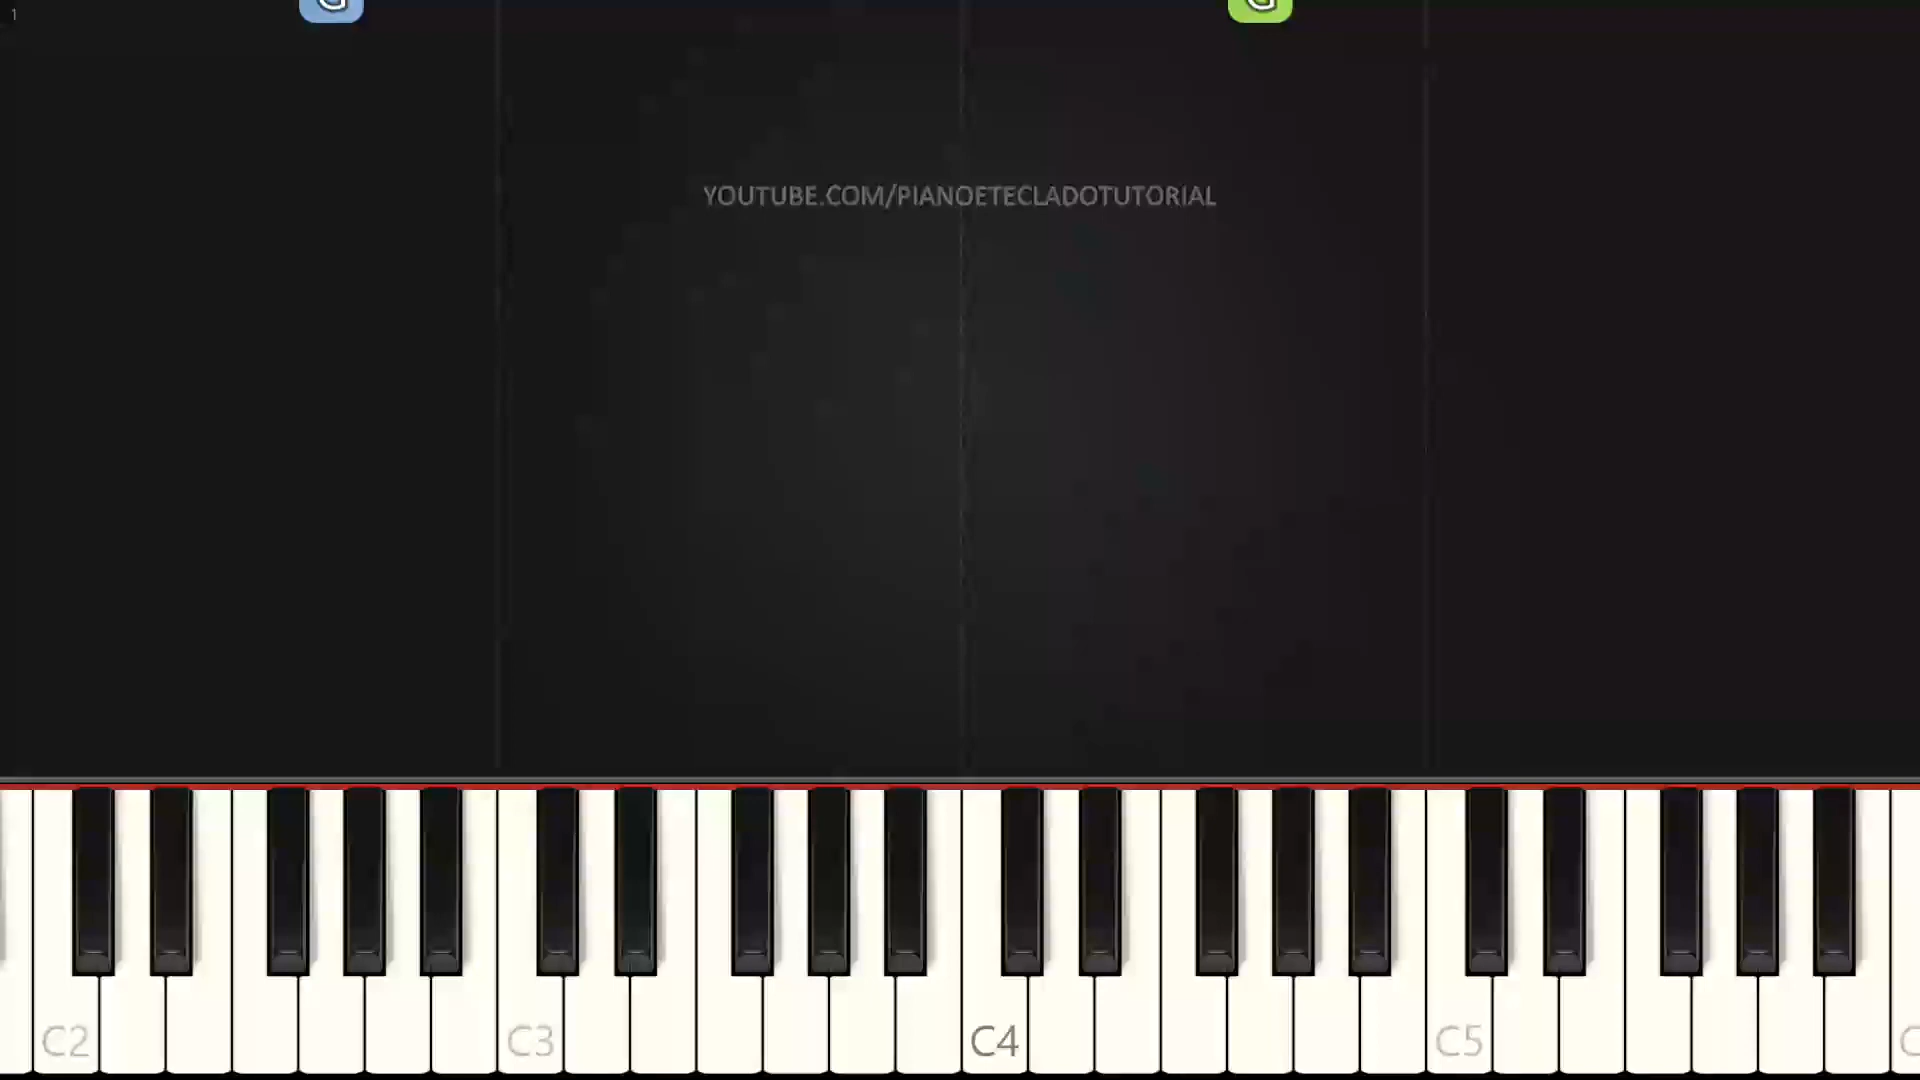 1
G G
YOUTUBE.COM/PIANOETECLADOTUTORIAL
C2 C3 C4 C5 C